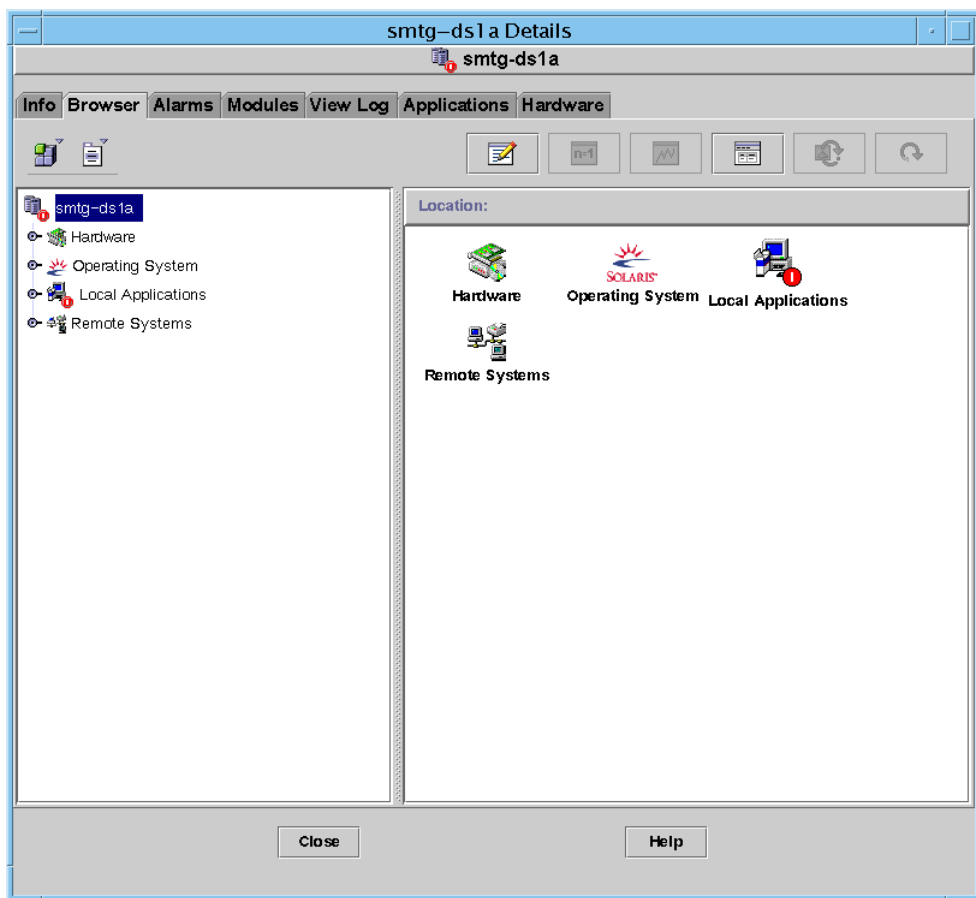 smtg-ds1a Details
smtg-ds1a
Info Browser Alarms Modules View Log Applications Hardware
n=1
smtg-ds1a
Hardware
Operating System
Local Applications
Remote Systems
Location:
SOLARIS
Hardware Operating System Local Applications
Remote Systems
Close Help